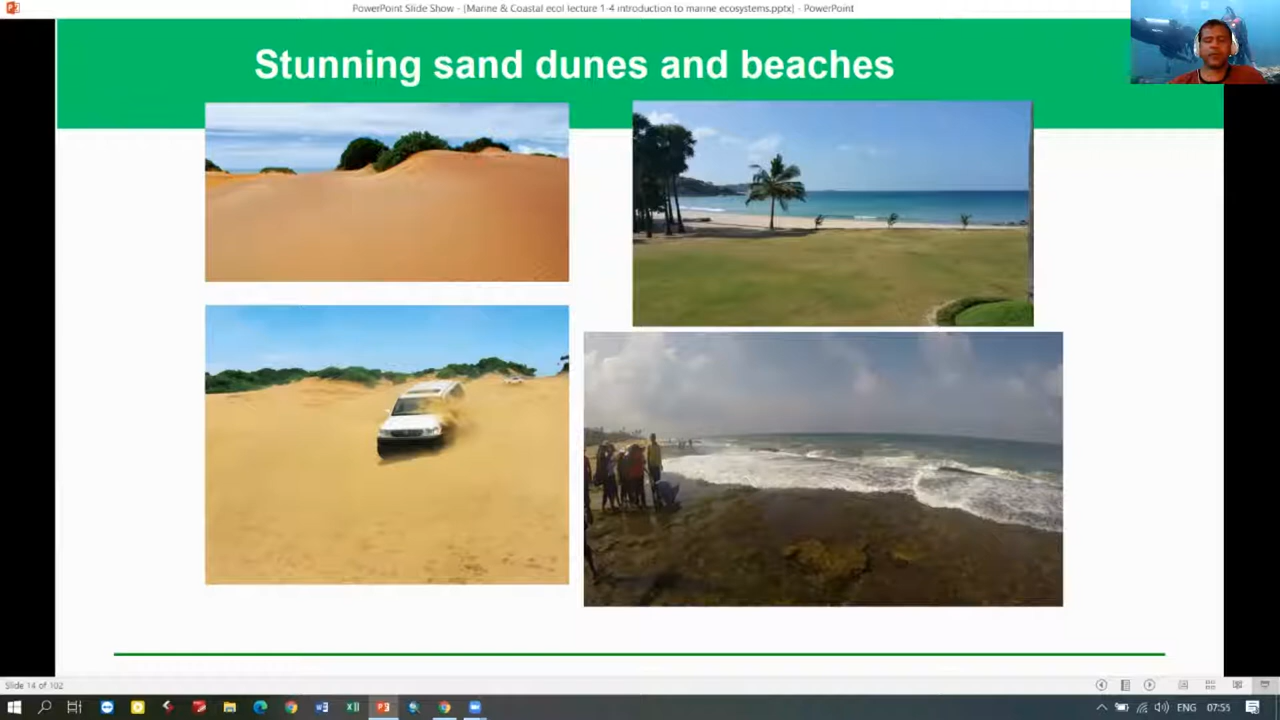 PowerPoint Slide Show - [Marine & Coastal ecol lecture 1-4 introduction to marine ecosystems.pptx] - PowerPoint
Stunning sand dunes and beaches
Slide 14 of 102
ENG
07:55